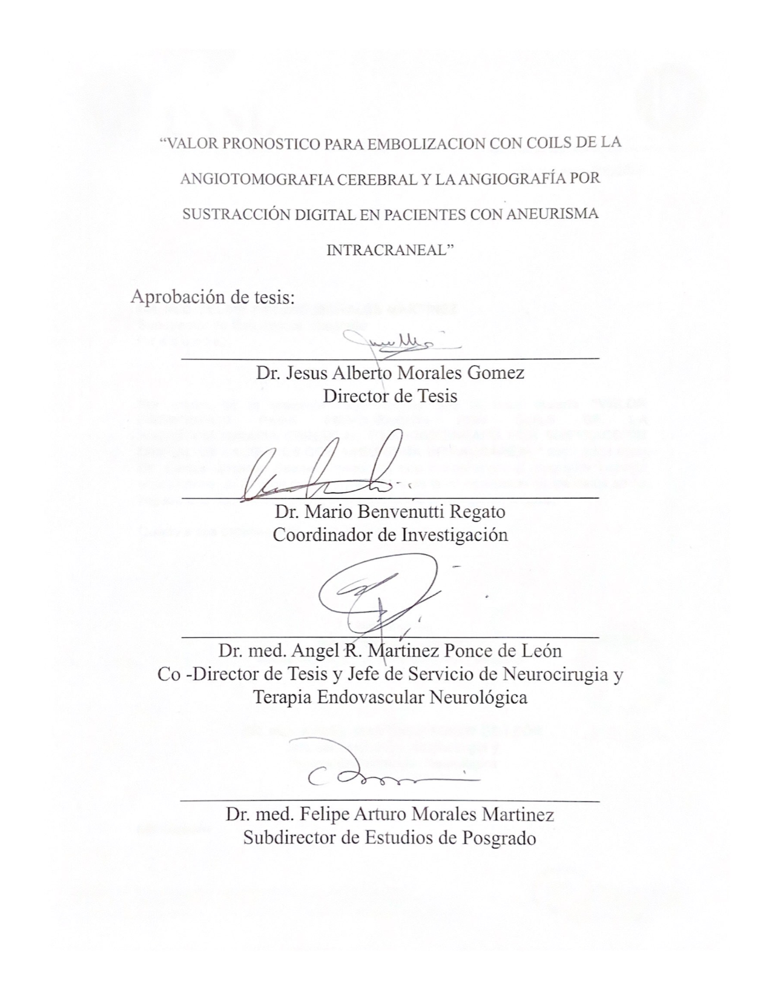 “VALOR PRONOSTICO PARA EMBOLIZACION CON COILS DE LA
ANGIOTOMOGRAFIA CEREBRAL Y LA ANGIOGRAFÍA POR
SUSTRACCIÓN DIGITAL EN PACIENTES CON ANEURISMA
INTRACRANEAL”
Aprobación de tesis:
Dr. Jesus Alberto Morales Gomez
Director de Tesis
Dr. Mario Benvenutti Regato
Coordinador de Investigación
Dr. med. Angel R. Martinez Ponce de León
Co -Director de Tesis y Jefe de Servicio de Neurocirugia y
Terapia Endovascular Neurológica
Dr. med. Felipe Arturo Morales Martinez
Subdirector de Estudios de Posgrado